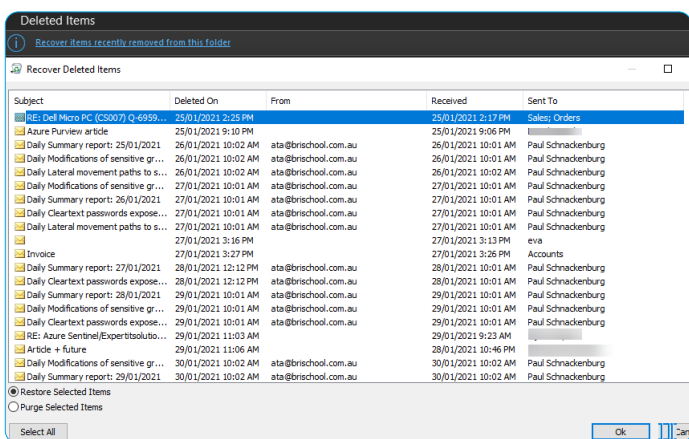 Deleted Items
Recover items recently removed from this folder
Recover Deleted Items
Subject Deleted On From Received Sent To
RE: Dell Micro PC (CS007) Q-6959... 25/01/2021 2:25 PM 25/01/2021 2:17 PM Sales; Orders
Azure Purview article 25/01/2021 9:10 PM 25/01/2021 9:06 PM
Daily Summary report: 25/01/2021 26/01/2021 10:02 AM ata@brischool.com.au 26/01/2021 10:01 AM Paul Schnackenburg
Daily Modifications of sensitive gr... 26/01/2021 10:02 AM ata@brischool.com.au 26/01/2021 10:01 AM Paul Schnackenburg
Daily Lateral movement paths to s... 26/01/2021 10:02 AM ata@brischool.com.au 26/01/2021 10:02 AM Paul Schnackenburg
Daily Modifications of sensitive gr... 27/01/2021 10:01 AM ata@brischool.com.au 27/01/2021 10:01 AM Paul Schnackenburg
Daily Summary report: 26/01/2021 27/01/2021 10:01 AM ata@brischool.com.au 27/01/2021 10:01 AM Paul Schnackenburg
Daily Cleartext passwords expose... 27/01/2021 10:01 AM ata@brischool.com.au 27/01/2021 10:01 AM Paul Schnackenburg
Daily Lateral movement paths to s... 27/01/2021 10:01 AM ata@brischool.com.au 27/01/2021 10:01 AM Paul Schnackenburg
27/01/2021 3:16 PM 27/01/2021 3:13 PM eva
Invoice 27/01/2021 3:27 PM 27/01/2021 3:26 PM Accounts
Daily Summary report: 27/01/2021 28/01/2021 12:12 PM ata@brischool.com.au 28/01/2021 10:01 AM Paul Schnackenburg
Daily Cleartext passwords expose... 28/01/2021 12:12 PM ata@brischool.com.au 28/01/2021 10:01 AM Paul Schnackenburg
Daily Summary report: 28/01/2021 29/01/2021 10:01 AM ata@brischool.com.au 29/01/2021 10:01 AM Paul Schnackenburg
Daily Modifications of sensitive gr... 29/01/2021 10:01 AM ata@brischool.com.au 29/01/2021 10:01 AM Paul Schnackenburg
Daily Cleartext passwords expose... 29/01/2021 10:01 AM ata@brischool.com.au 29/01/2021 10:01 AM Paul Schnackenburg
RE: Azure Sentinel/Expertitsolutio... 29/01/2021 11:03 AM 29/01/2021 9:23 AM
Article + future 29/01/2021 11:06 AM 28/01/2021 10:46 PM
Daily Modifications of sensitive gr... 30/01/2021 10:02 AM ata@brischool.com.au 30/01/2021 10:02 AM Paul Schnackenburg
Daily Summary report: 29/01/2021 30/01/2021 10:02 AM ata@brischool.com.au 30/01/2021 10:02 AM Paul Schnackenburg
Restore Selected Items
Purge Selected Items
Select All Ok